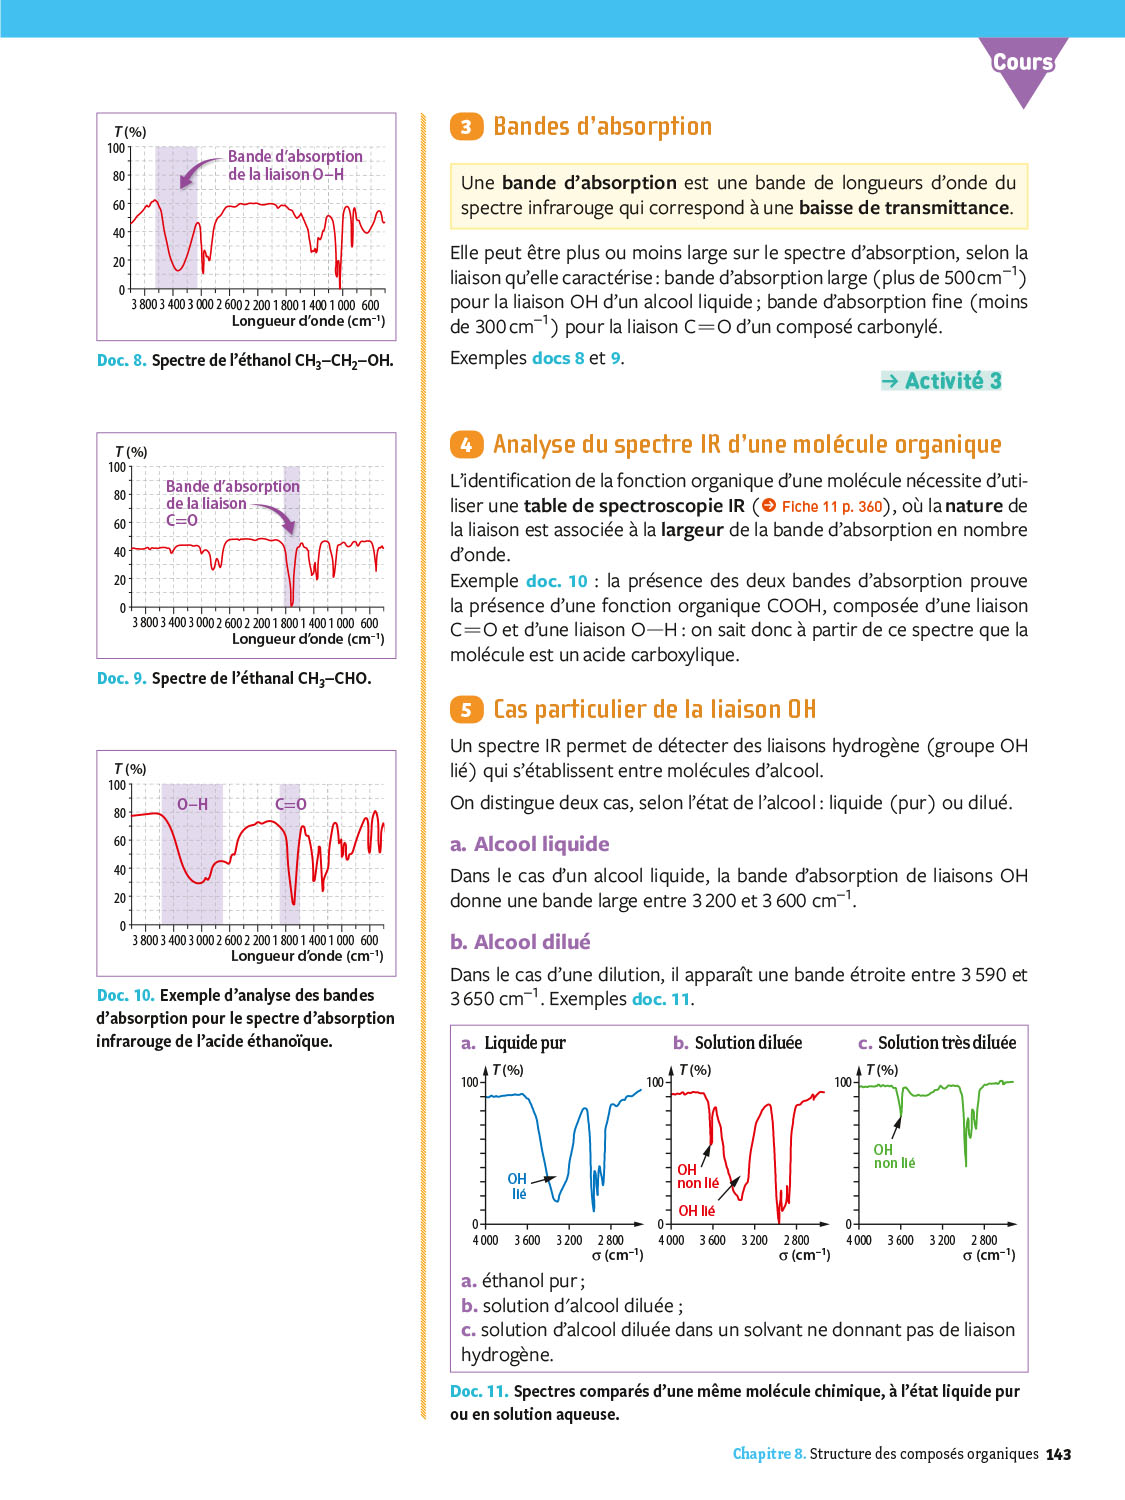 Cours
T (%)
100
80
60
40
20
0
Bande d'absorption
de la liaison O–H
3 800 3 400 3 000 2 600 2 200 1 800 1 400 1 000 600
Longueur d'onde (cm⁻¹)
Doc. 8. Spectre de l'éthanol CH₃–CH₂–OH.
T (%)
100
80
60
40
20
0
Bande d'absorption
de la liaison
C=O
3 800 3 400 3 000 2 600 2 200 1 800 1 400 1 000 600
Longueur d'onde (cm⁻¹)
Doc. 9. Spectre de l'éthanal CH₃–CHO.
T (%)
100
80
60
40
20
0
O–H
C=O
3 800 3 400 3 000 2 600 2 200 1 800 1 400 1 000 600
Longueur d'onde (cm⁻¹)
Doc. 10. Exemple d'analyse des bandes
d'absorption pour le spectre d'absorption
infrarouge de l'acide éthanoïque.
3 Bandes d'absorption
Une bande d'absorption est une bande de longueurs d'onde du
spectre infrarouge qui correspond à une baisse de transmittance.
Elle peut être plus ou moins large sur le spectre d'absorption, selon la
liaison qu'elle caractérise : bande d'absorption large (plus de 500 cm⁻¹)
pour la liaison OH d'un alcool liquide ; bande d'absorption fine (moins
de 300 cm⁻¹) pour la liaison C=O d'un composé carbonylé.
Exemples docs 8 et 9.
→ Activité 3
4 Analyse du spectre IR d'une molécule organique
L'identification de la fonction organique d'une molécule nécessite d'uti-
liser une table de spectroscopie IR (➔ Fiche 11 p. 360), où la nature de
la liaison est associée à la largeur de la bande d'absorption en nombre
d'onde.
Exemple doc. 10 : la présence des deux bandes d'absorption prouve
la présence d'une fonction organique COOH, composée d'une liaison
C=O et d'une liaison O—H : on sait donc à partir de ce spectre que la
molécule est un acide carboxylique.
5 Cas particulier de la liaison OH
Un spectre IR permet de détecter des liaisons hydrogène (groupe OH
lié) qui s'établissent entre molécules d'alcool.
On distingue deux cas, selon l'état de l'alcool : liquide (pur) ou dilué.
a. Alcool liquide
Dans le cas d'un alcool liquide, la bande d'absorption de liaisons OH
donne une bande large entre 3 200 et 3 600 cm⁻¹.
b. Alcool dilué
Dans le cas d'une dilution, il apparaît une bande étroite entre 3 590 et
3 650 cm⁻¹. Exemples doc. 11.
a. Liquide pur
T (%)
100
OH
lié
0
4 000 3 600 3 200 2 800
σ (cm⁻¹)
b. Solution diluée
T (%)
100
OH
non lié
OH lié
0
4 000 3 600 3 200 2 800
σ (cm⁻¹)
c. Solution très diluée
T (%)
100
OH
non lié
0
4 000 3 600 3 200 2 800
σ (cm⁻¹)
a. éthanol pur ;
b. solution d'alcool diluée ;
c. solution d'alcool diluée dans un solvant ne donnant pas de liaison
hydrogène.
Doc. 11. Spectres comparés d'une même molécule chimique, à l'état liquide pur
ou en solution aqueuse.
Chapitre 8. Structure des composés organiques 143